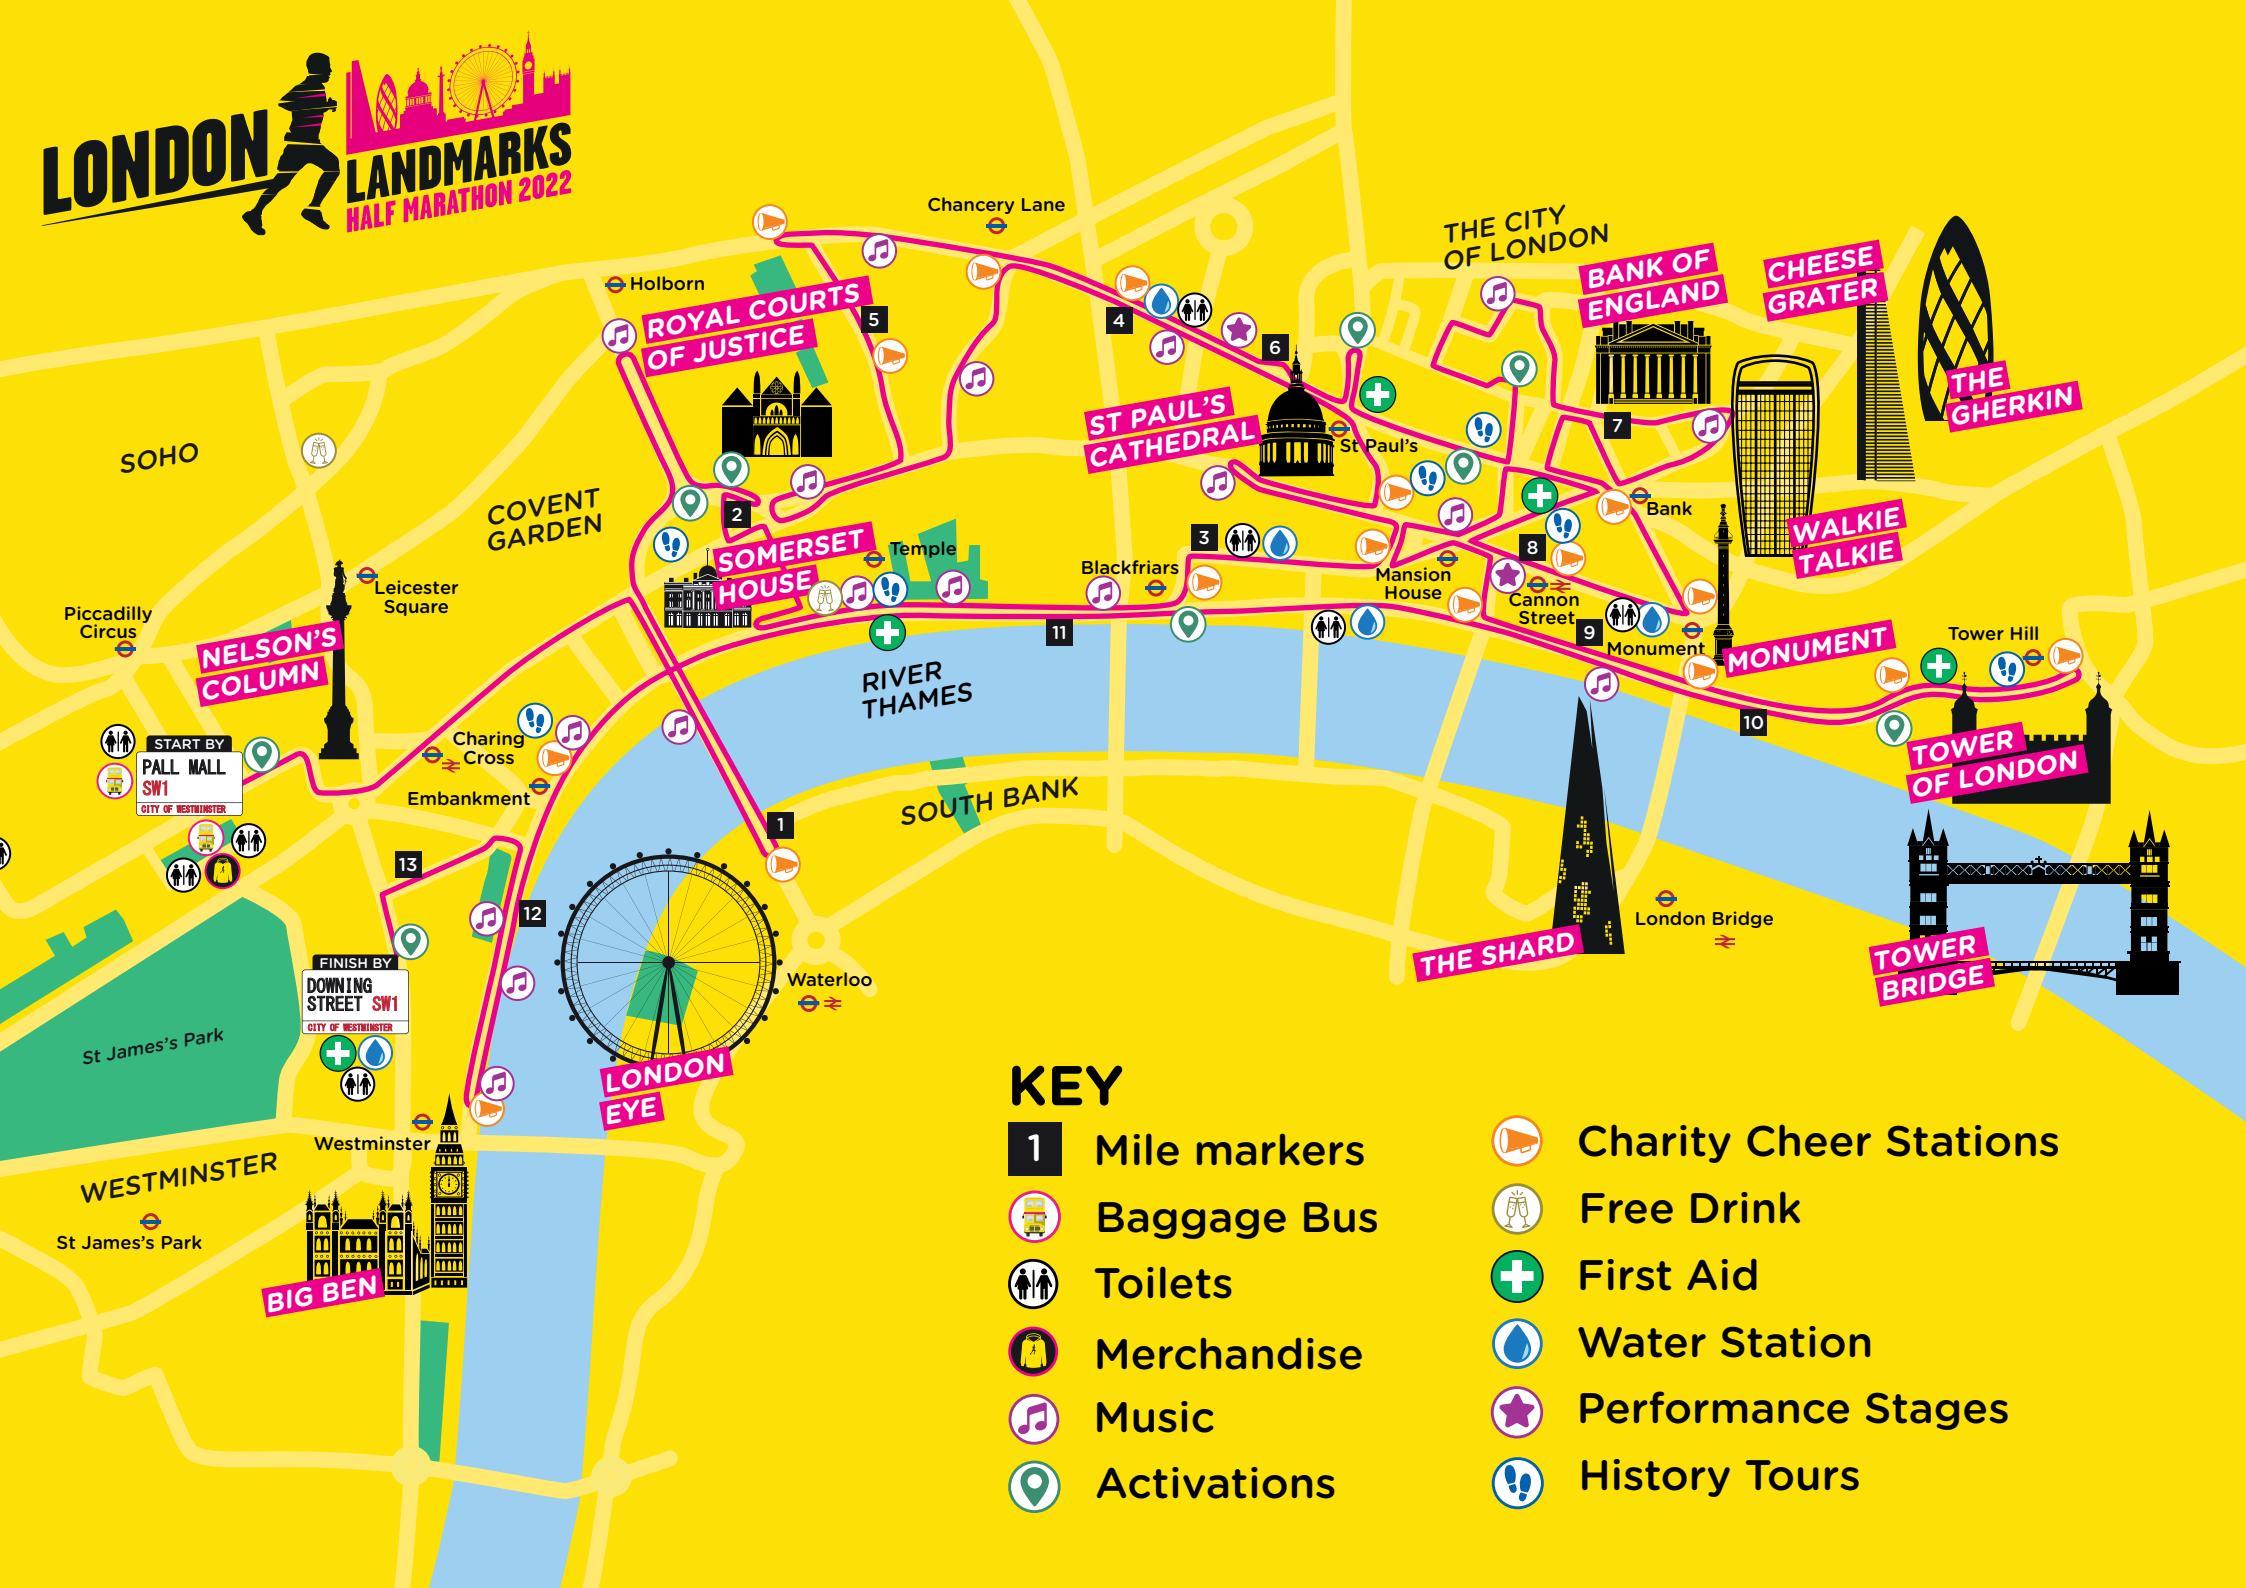 LONDON
LANDMARKS
HALF MARATHON 2022
Chancery Lane
THE CITY
OF LONDON
BANK OF
ENGLAND
CHEESE
GRATER
Holborn
ROYAL COURTS
OF JUSTICE
5
4
6
THE
GHERKIN
ST PAUL'S
CATHEDRAL
St Paul's
7
SOHO
COVENT
GARDEN
2
Bank
WALKIE
TALKIE
SOMERSET
HOUSE
Temple
3
Blackfriars
Mansion
House
8
Cannon
Street
9
Monument
MONUMENT
Tower Hill
Leicester
Square
Piccadilly
Circus
NELSON'S
COLUMN
11
RIVER
THAMES
10
TOWER
OF LONDON
START BY
PALL MALL
SW1
CITY OF WESTMINSTER
Charing
Cross
Embankment
SOUTH BANK
1
13
12
FINISH BY
DOWNING
STREET SW1
CITY OF WESTMINSTER
Waterloo
THE SHARD
London Bridge
TOWER
BRIDGE
St James's Park
LONDON
EYE
Westminster
WESTMINSTER
St James's Park
BIG BEN
KEY
1 Mile markers
Baggage Bus
Toilets
Merchandise
Music
Activations
Charity Cheer Stations
Free Drink
First Aid
Water Station
Performance Stages
History Tours